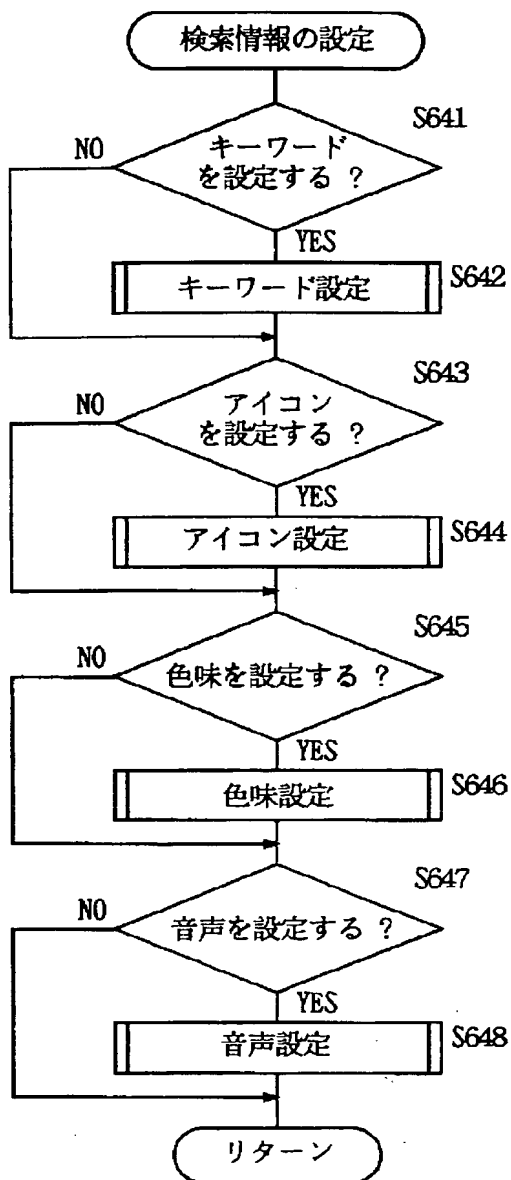 検索情報の設定
S641
キーワード
を設定する ?
NO
YES
キーワード設定
S642
S643
アイコン
を設定する ?
NO
YES
アイコン設定
S644
S645
NO
色味を設定する ?
YES
色味設定
S646
S647
NO
音声を設定する ?
YES
音声設定
S648
リターン